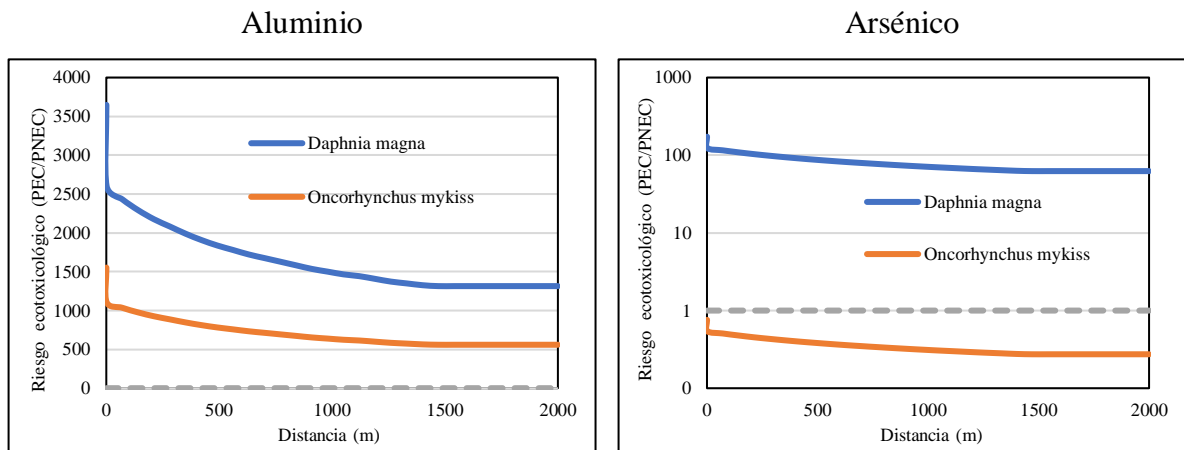 Aluminio
Arsénico
Riesgo ecotoxicológico (PEC/PNEC)
4000
3500
3000
2500
2000
1500
1000
500
0
Daphnia magna
Oncorhynchus mykiss
0 500 1000 1500 2000
Distancia (m)
Riesgo ecotoxicológico (PEC/PNEC)
1000
100
10
1
0
Daphnia magna
Oncorhynchus mykiss
0 500 1000 1500 2000
Distancia (m)